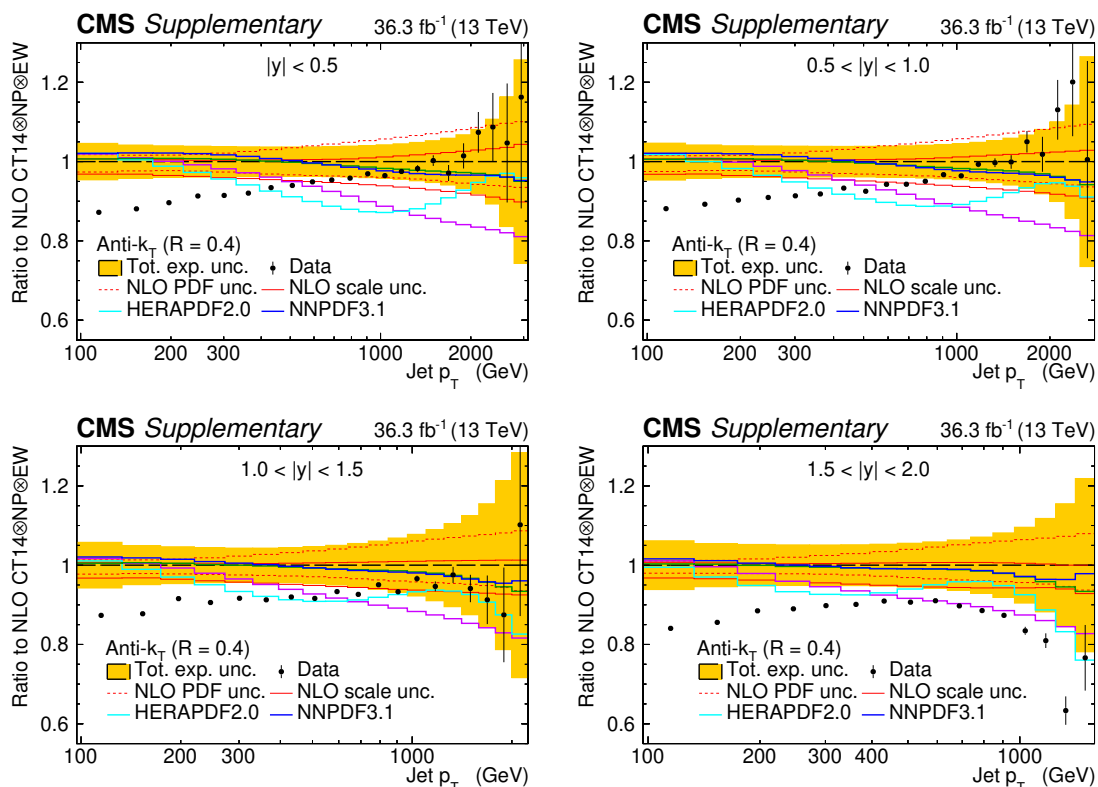 CMS Supplementary 36.3 fb⁻¹ (13 TeV)
Ratio to NLO CT14⊗NP⊗EW
|y| < 0.5
1.2
1
0.8
0.6
Anti-k_T (R = 0.4)
Tot. exp. unc. Data
NLO PDF unc. NLO scale unc.
HERAPDF2.0 NNPDF3.1
100 200 300 1000 2000
Jet p_T (GeV)
CMS Supplementary 36.3 fb⁻¹ (13 TeV)
Ratio to NLO CT14⊗NP⊗EW
0.5 < |y| < 1.0
1.2
1
0.8
0.6
Anti-k_T (R = 0.4)
Tot. exp. unc. Data
NLO PDF unc. NLO scale unc.
HERAPDF2.0 NNPDF3.1
100 200 300 1000 2000
Jet p_T (GeV)
CMS Supplementary 36.3 fb⁻¹ (13 TeV)
Ratio to NLO CT14⊗NP⊗EW
1.0 < |y| < 1.5
1.2
1
0.8
0.6
Anti-k_T (R = 0.4)
Tot. exp. unc. Data
NLO PDF unc. NLO scale unc.
HERAPDF2.0 NNPDF3.1
100 200 300 1000
Jet p_T (GeV)
CMS Supplementary 36.3 fb⁻¹ (13 TeV)
Ratio to NLO CT14⊗NP⊗EW
1.5 < |y| < 2.0
1.2
1
0.8
0.6
Anti-k_T (R = 0.4)
Tot. exp. unc. Data
NLO PDF unc. NLO scale unc.
HERAPDF2.0 NNPDF3.1
100 200 300 400 1000
Jet p_T (GeV)